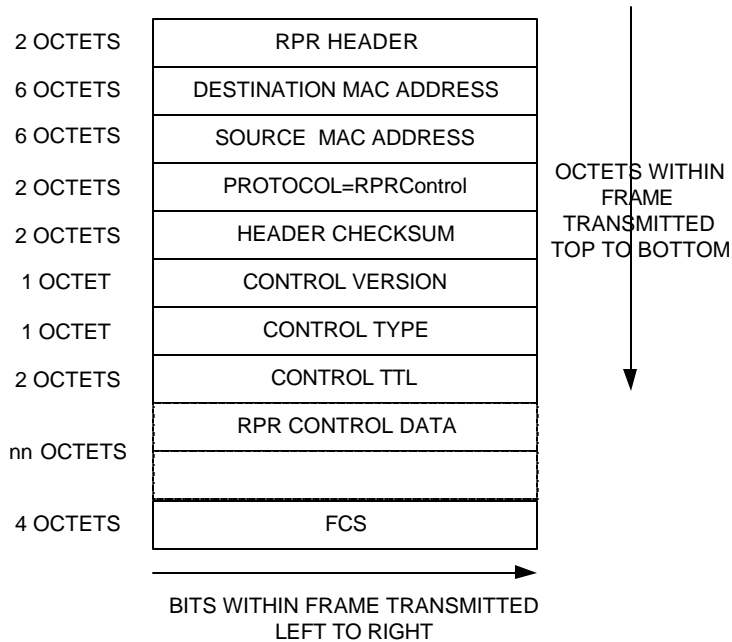 2 OCTETS RPR HEADER
6 OCTETS DESTINATION MAC ADDRESS
6 OCTETS SOURCE MAC ADDRESS
2 OCTETS PROTOCOL=RPRControl
2 OCTETS HEADER CHECKSUM
1 OCTET CONTROL VERSION
1 OCTET CONTROL TYPE
2 OCTETS CONTROL TTL
nn OCTETS RPR CONTROL DATA
4 OCTETS FCS
OCTETS WITHIN
FRAME
TRANSMITTED
TOP TO BOTTOM
BITS WITHIN FRAME TRANSMITTED
LEFT TO RIGHT